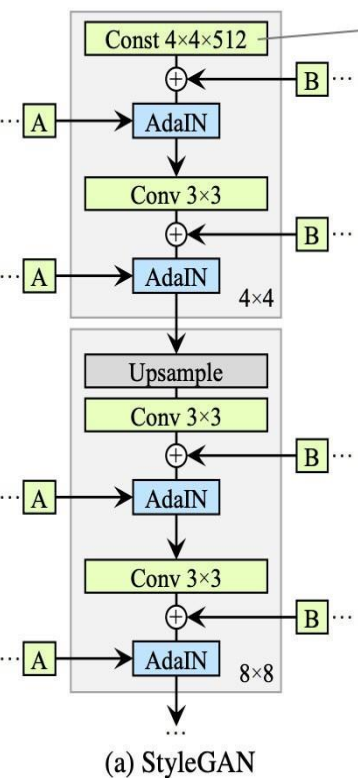 Const 4×4×512
+
B ...
... A
AdaIN
Conv 3×3
+
B ...
... A
AdaIN
4×4
Upsample
Conv 3×3
+
B ...
... A
AdaIN
Conv 3×3
+
B ...
... A
AdaIN
8×8
...
(a) StyleGAN